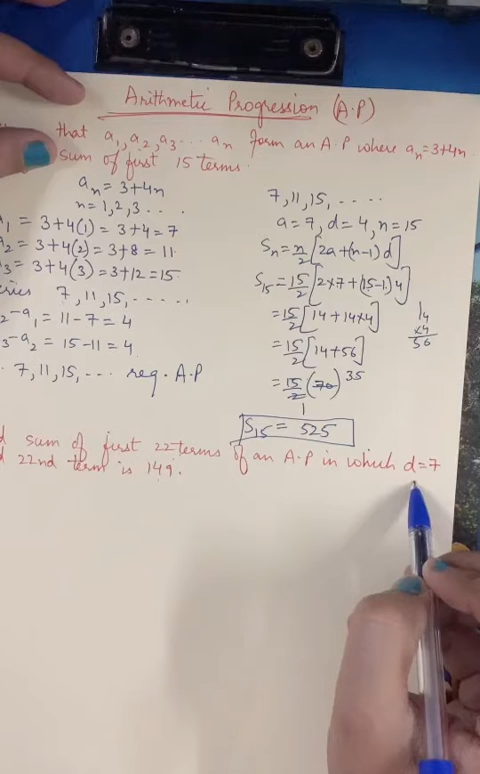 Arithmetic Progression (A.P)
that a1, a2, a3 ... an form an A.P where an = 3+4n
sum of first 15 terms.
an = 3+4n
n = 1, 2, 3 ...
1 = 3+4(1) = 3+4 = 7
2 = 3+4(2) = 3+8 = 11
3 = 3+4(3) = 3+12 = 15
7, 11, 15, .....
2-a1 = 11-7 = 4
3-a2 = 15-11 = 4
7, 11, 15, ... req. A.P
7, 11, 15, ....
a = 7, d = 4, n = 15
Sn = n/2 [2a+(n-1) d]
S15 = 15/2 [2×7 + (15-1) 4]
= 15/2 [14 + 14×4]
14
×4
56
= 15/2 [14+56]
= 15/2 (70) 35
1
S15 = 525
sum of first 22 terms of an A.P in which d=7
22nd term is 149.